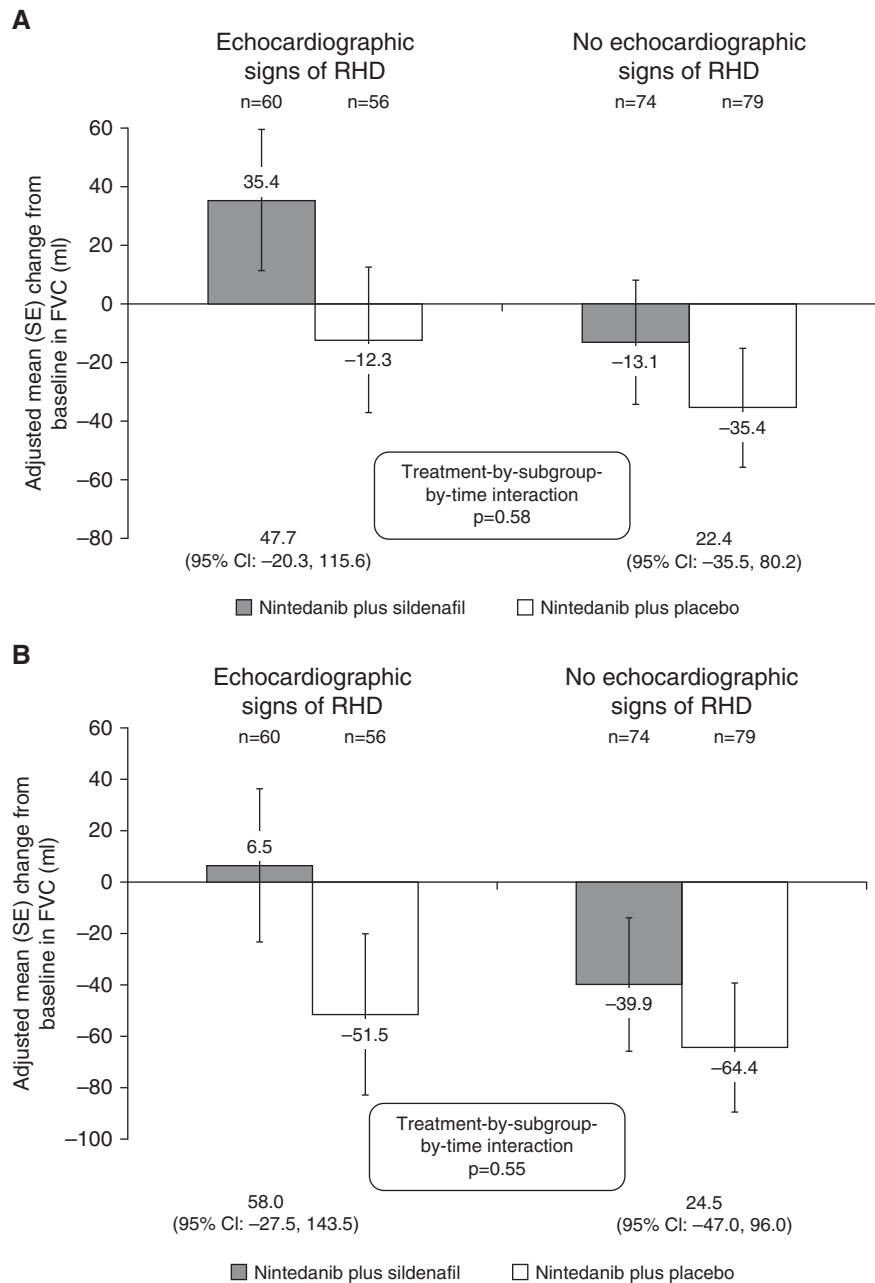 A
Echocardiographic
signs of RHD
No echocardiographic
signs of RHD
n=60
n=56
n=74
n=79
Adjusted mean (SE) change from
baseline in FVC (ml)
60
40
20
0
–20
–40
–60
–80
35.4
–12.3
–13.1
–35.4
Treatment-by-subgroup-
by-time interaction
p=0.58
47.7
(95% CI: –20.3, 115.6)
22.4
(95% CI: –35.5, 80.2)
Nintedanib plus sildenafil
Nintedanib plus placebo
B
Echocardiographic
signs of RHD
No echocardiographic
signs of RHD
n=60
n=56
n=74
n=79
Adjusted mean (SE) change from
baseline in FVC (ml)
60
40
20
0
–20
–40
–60
–80
–100
6.5
–51.5
–39.9
–64.4
Treatment-by-subgroup-
by-time interaction
p=0.55
58.0
(95% CI: –27.5, 143.5)
24.5
(95% CI: –47.0, 96.0)
Nintedanib plus sildenafil
Nintedanib plus placebo